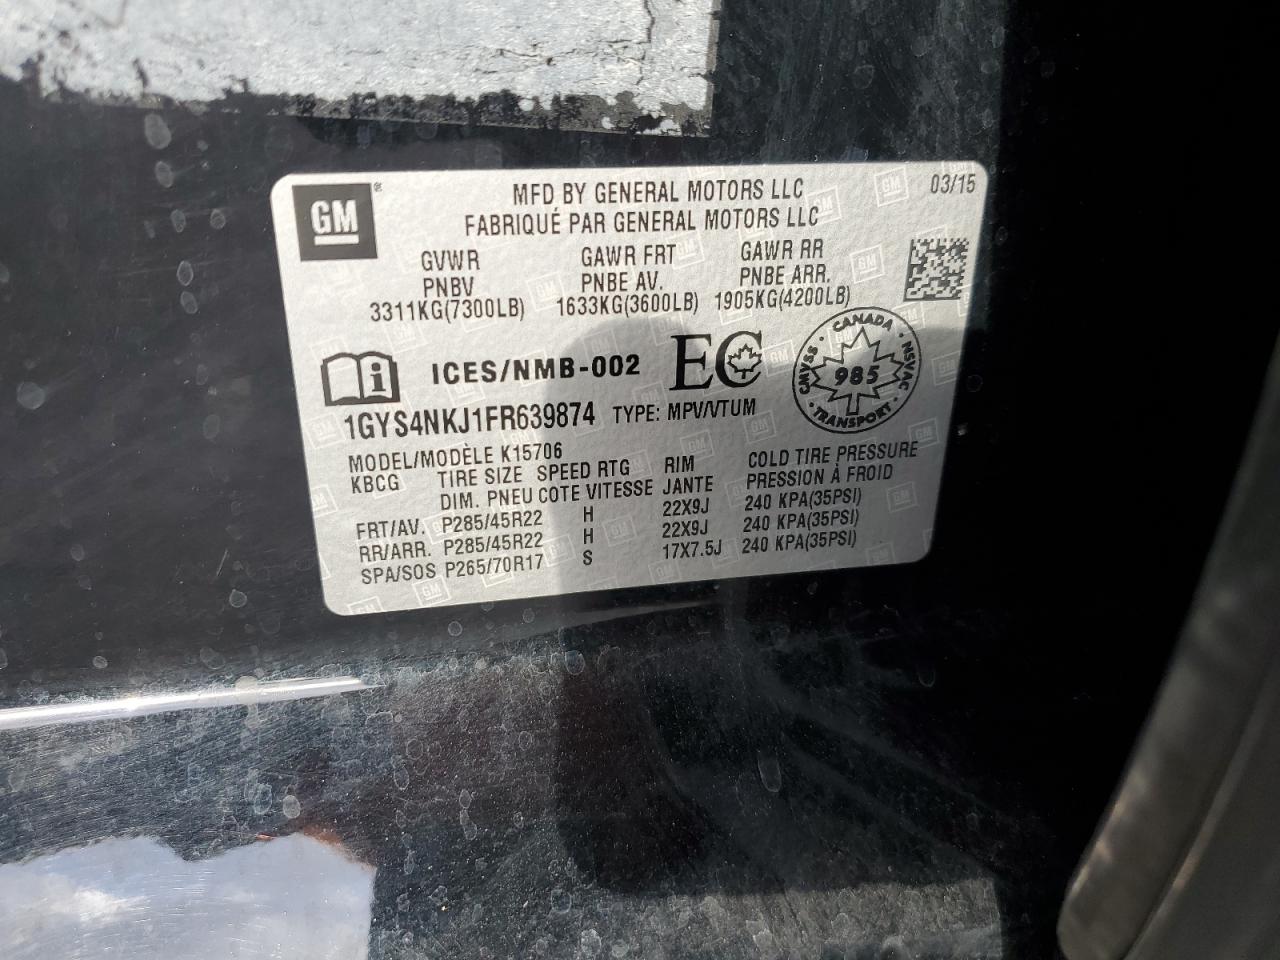 GM®
MFD BY GENERAL MOTORS LLC
03/15
FABRIQUÉ PAR GENERAL MOTORS LLC
GVWR GAWR FRT GAWR RR
PNBV PNBE AV. PNBE ARR.
3311KG(7300LB) 1633KG(3600LB) 1905KG(4200LB)
i ICES/NMB-002 EC
CANADA
CMVSS · NSVAC
985
TRANSPORT
1GYS4NKJ1FR639874 TYPE: MPV/VTUM
MODEL/MODÈLE K15706
KBCG TIRE SIZE SPEED RTG RIM COLD TIRE PRESSURE
DIM. PNEU COTE VITESSE JANTE PRESSION À FROID
FRT/AV. P285/45R22 H 22X9J 240 KPA(35PSI)
RR/ARR. P285/45R22 H 22X9J 240 KPA(35PSI)
SPA/SOS P265/70R17 S 17X7.5J 240 KPA(35PSI)